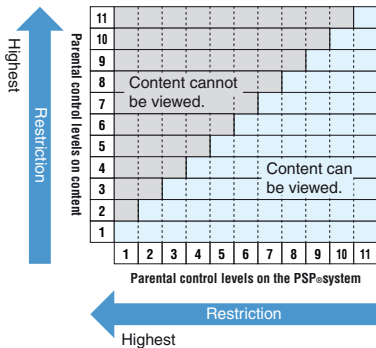 Highest
Restriction
Parental control levels on content
11
10
9
8
7
6
5
4
3
2
1
Content cannot
be viewed.
Content can
be viewed.
1 2 3 4 5 6 7 8 9 10 11
Parental control levels on the PSP®system
Restriction
Highest